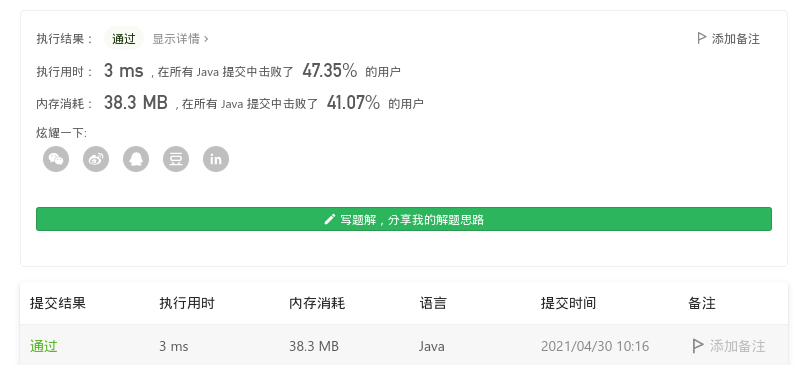 执行结果： 通过 显示详情 >
添加备注
执行用时： 3 ms , 在所有 Java 提交中击败了 47.35% 的用户
内存消耗： 38.3 MB , 在所有 Java 提交中击败了 41.07% 的用户
炫耀一下:
豆 in
写题解，分享我的解题思路
提交结果 执行用时 内存消耗 语言 提交时间 备注
通过 3 ms 38.3 MB Java 2021/04/30 10:16 添加备注